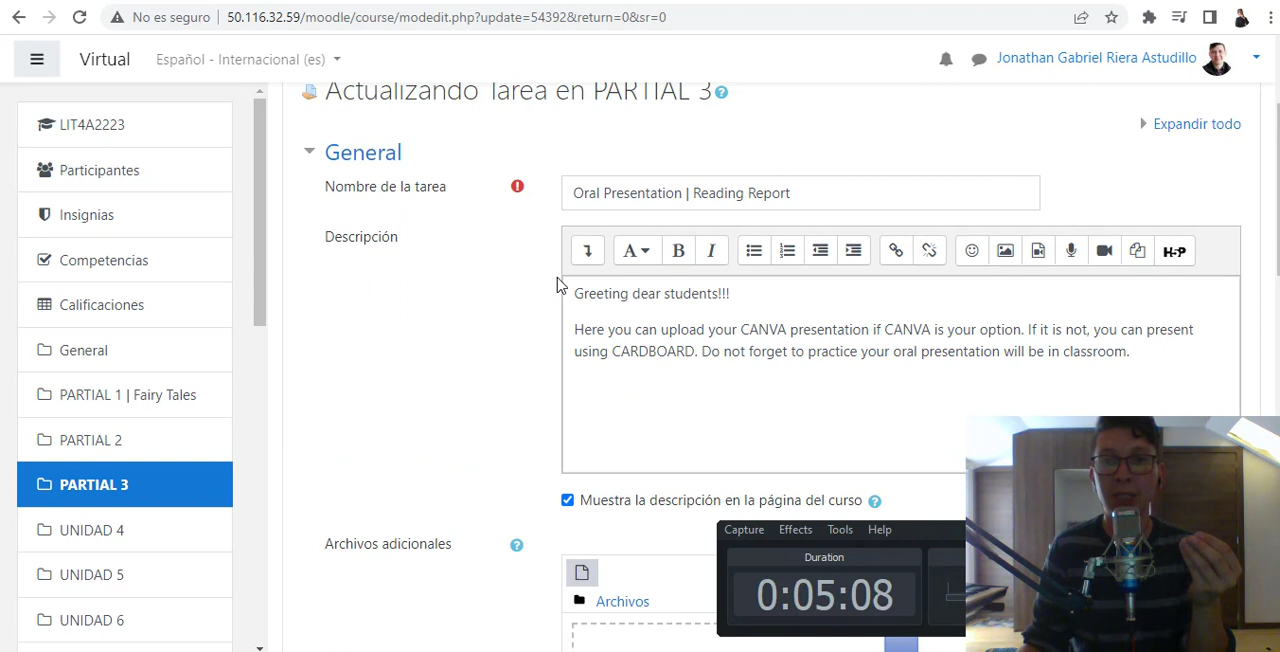 No es seguro 50.116.32.59/moodle/course/modedit.php?update=54392&return=0&sr=0
Virtual Español - Internacional (es) Jonathan Gabriel Riera Astudillo
LIT4A2223
Participantes
Insignias
Competencias
Calificaciones
General
PARTIAL 1 | Fairy Tales
PARTIAL 2
PARTIAL 3
UNIDAD 4
UNIDAD 5
UNIDAD 6
Actualizando Tarea en PARTIAL 3
Expandir todo
General
Nombre de la tarea
Oral Presentation | Reading Report
Descripción
A B I H5P
Greeting dear students!!!
Here you can upload your CANVA presentation if CANVA is your option. If it is not, you can present
using CARDBOARD. Do not forget to practice your oral presentation will be in classroom.
Muestra la descripción en la página del curso
Archivos adicionales
Archivos
Capture Effects Tools Help
Duration
0:05:08